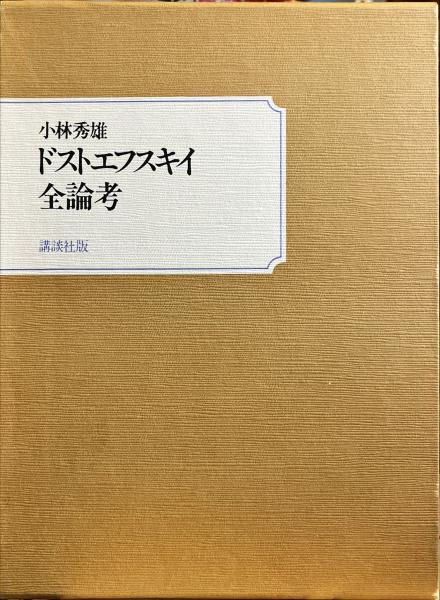 小林秀雄
ドストエフスキイ
全論考
講談社版